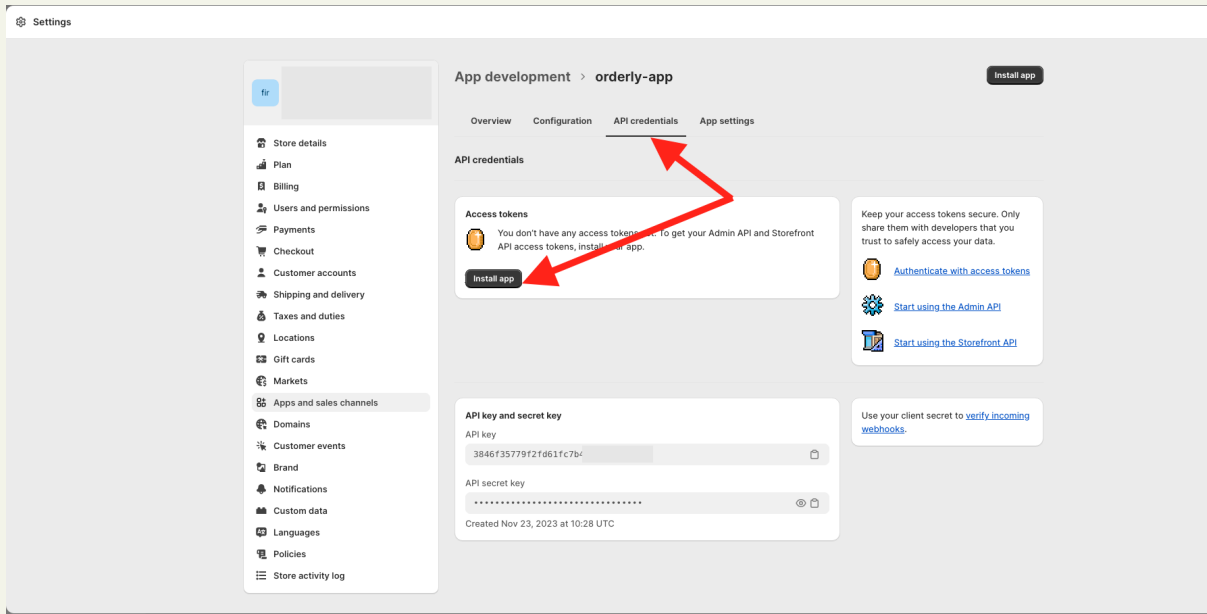 Settings
fir
Store details
Plan
Billing
Users and permissions
Payments
Checkout
Customer accounts
Shipping and delivery
Taxes and duties
Locations
Gift cards
Markets
Apps and sales channels
Domains
Customer events
Brand
Notifications
Custom data
Languages
Policies
Store activity log
App development › orderly-app
Install app
Overview Configuration API credentials App settings
API credentials
Access tokens
You don't have any access tokens. To get your Admin API and Storefront
API access tokens, install your app.
Install app
Keep your access tokens secure. Only
share them with developers that you
trust to safely access your data.
Authenticate with access tokens
Start using the Admin API
Start using the Storefront API
API key and secret key
API key
3846f35779f2fd61fc7b4
API secret key
••••••••••••••••••••••••••••••••
Created Nov 23, 2023 at 10:28 UTC
Use your client secret to verify incoming
webhooks.